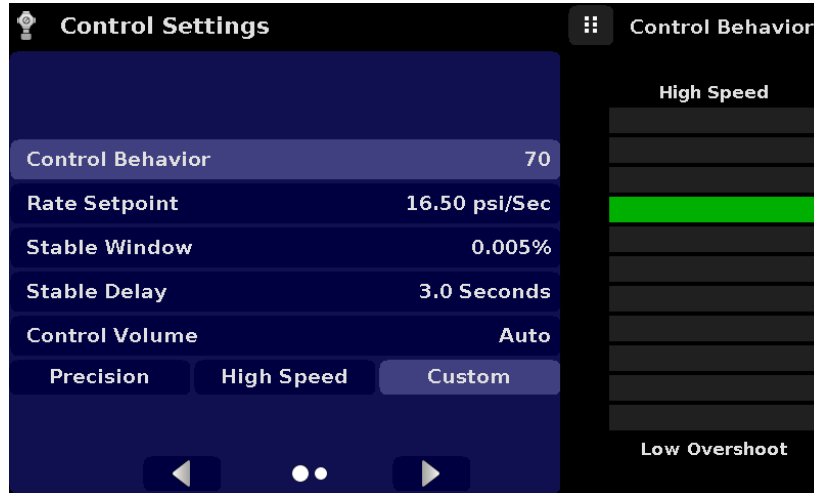 Control Settings
Control Behavior 70
Rate Setpoint 16.50 psi/Sec
Stable Window 0.005%
Stable Delay 3.0 Seconds
Control Volume Auto
Precision High Speed Custom
Control Behavior
High Speed
Low Overshoot